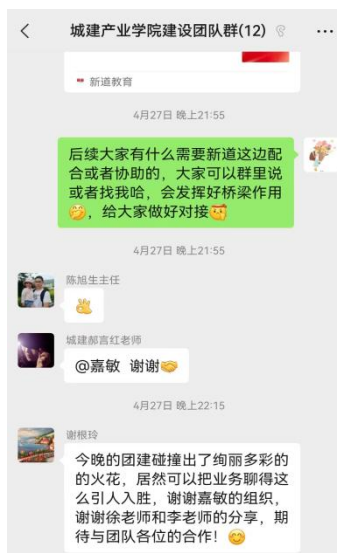 城建产业学院建设团队群(12)
新道教育
4月27日 晚上21:55
后续大家有什么需要新道这边配
合或者协助的，大家可以群里说
或者找我哈，会发挥好桥梁作用
，给大家做好对接
4月27日 晚上21:55
陈旭生主任
城建郝言红老师
@嘉敏 谢谢
4月27日 晚上22:15
谢根玲
今晚的团建碰撞出了绚丽多彩的
的火花，居然可以把业务聊得这
么引人入胜，谢谢嘉敏的组织，
谢谢徐老师和李老师的分享，期
待与团队各位的合作！